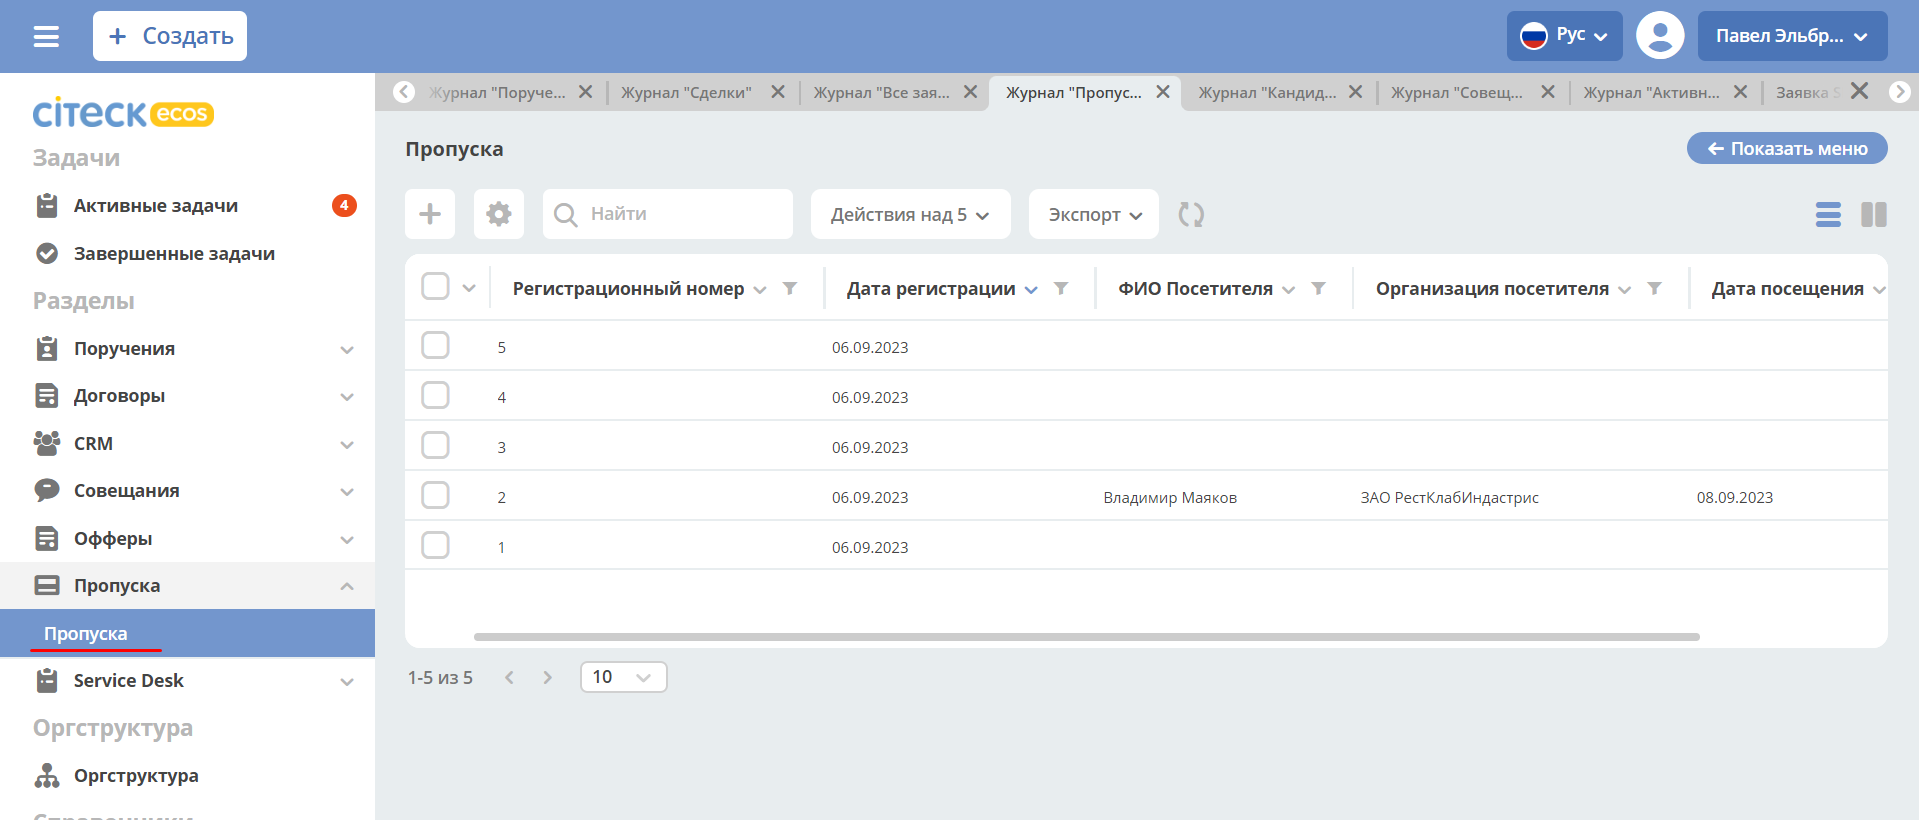 Создать
Рус
Павел Эльбр...
citeck ecos
Журнал "Поруче...
Журнал "Сделки"
Журнал "Все зая...
Журнал "Пропус...
Журнал "Кандид...
Журнал "Совещ...
Журнал "Активн...
Заявка S
Задачи
Активные задачи 4
Завершенные задачи
Разделы
Поручения
Договоры
CRM
Совещания
Офферы
Пропуска
Пропуска
Service Desk
Оргструктура
Оргструктура
Справочники
Пропуска
Показать меню
Найти
Действия над 5
Экспорт
Регистрационный номер Дата регистрации ФИО Посетителя Организация посетителя Дата посещения
5 06.09.2023
4 06.09.2023
3 06.09.2023
2 06.09.2023 Владимир Маяков ЗАО РестКлабИндастрис 08.09.2023
1 06.09.2023
1-5 из 5
10